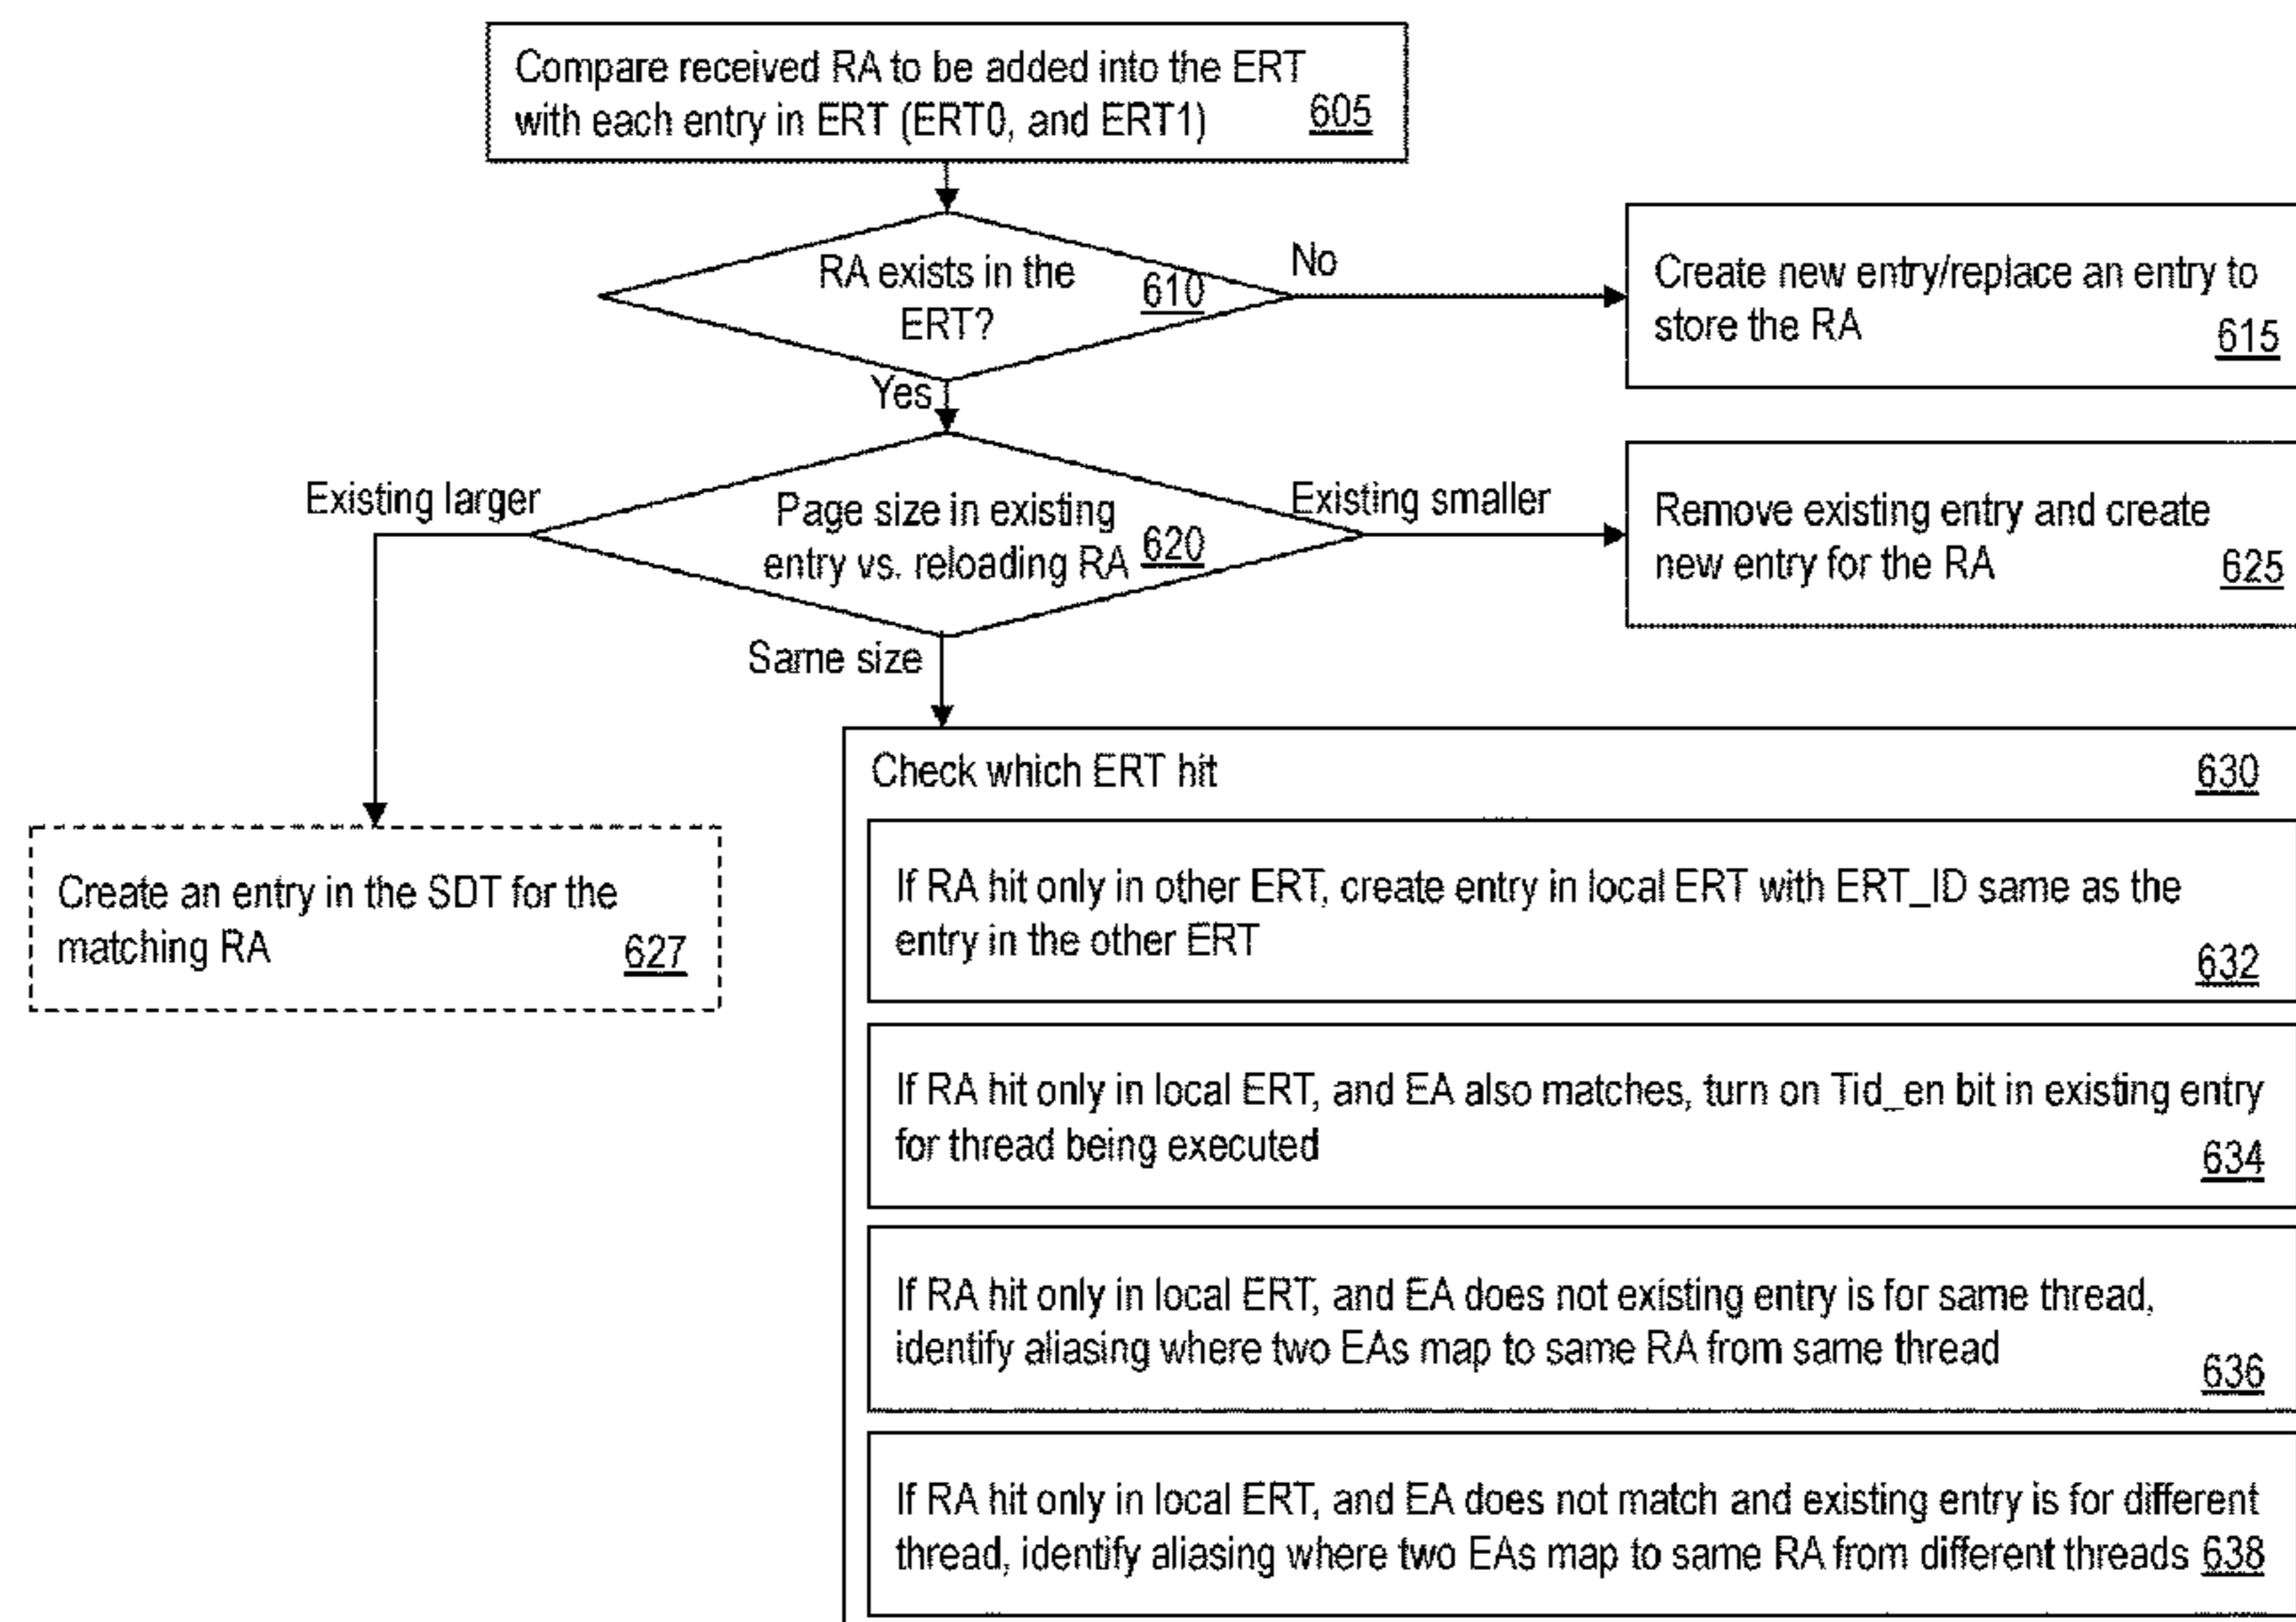 Compare received RA to be added into the ERT
with each entry in ERT (ERT0, and ERT1)
605
RA exists in the
ERT?
610
No
Create new entry/replace an entry to
store the RA
615
Yes
Existing larger
Page size in existing
entry vs. reloading RA
620
Existing smaller
Remove existing entry and create
new entry for the RA
625
Same size
Create an entry in the SDT for the
matching RA
627
Check which ERT hit
630
If RA hit only in other ERT, create entry in local ERT with ERT_ID same as the
entry in the other ERT
632
If RA hit only in local ERT, and EA also matches, turn on Tid_en bit in existing entry
for thread being executed
634
If RA hit only in local ERT, and EA does not existing entry is for same thread,
identify aliasing where two EAs map to same RA from same thread
636
If RA hit only in local ERT, and EA does not match and existing entry is for different
thread, identify aliasing where two EAs map to same RA from different threads 638